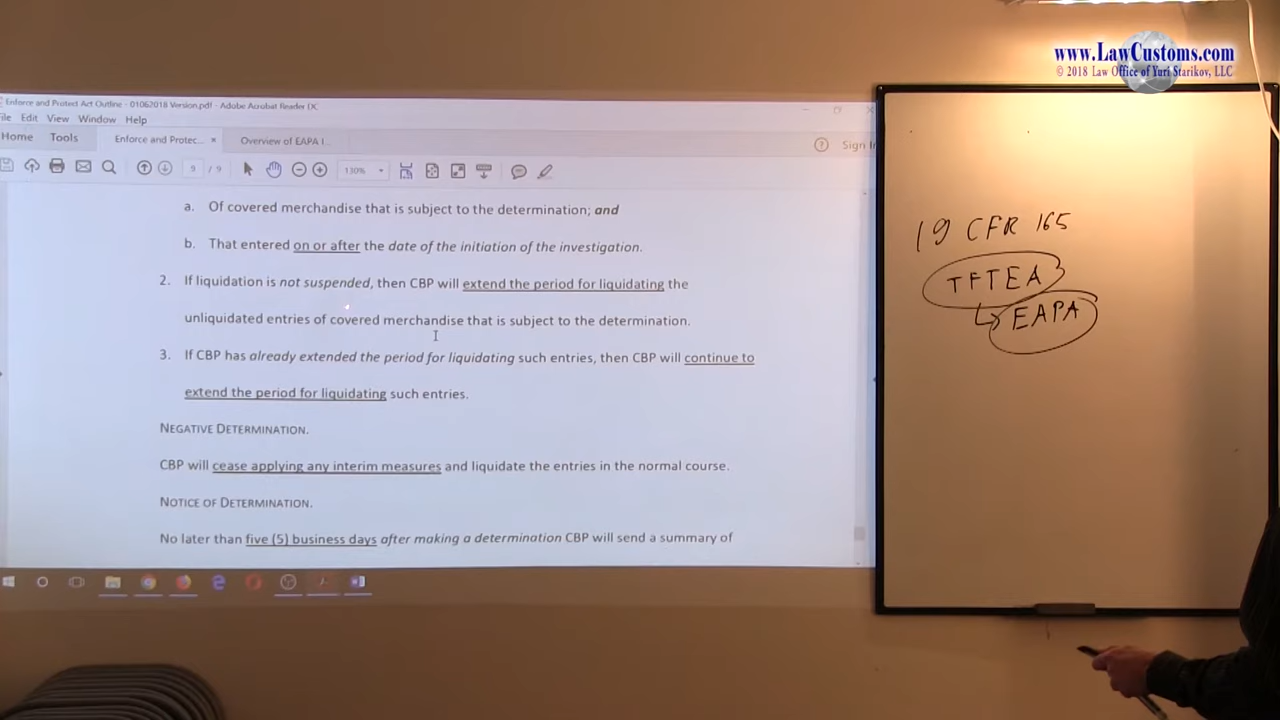 www.LawCustoms.com
© 2018 Law Office of Yuri Starikov, LLC
Enforce and Protect Act Outline - 01062018 Version.pdf - Adobe Acrobat Reader DC
File Edit View Window Help
Home Tools Enforce and Protec... × Overview of EAPA I...
Sign In
9 / 9 130%
a. Of covered merchandise that is subject to the determination; and
b. That entered on or after the date of the initiation of the investigation.
2. If liquidation is not suspended, then CBP will extend the period for liquidating the
unliquidated entries of covered merchandise that is subject to the determination.
3. If CBP has already extended the period for liquidating such entries, then CBP will continue to
extend the period for liquidating such entries.
NEGATIVE DETERMINATION.
CBP will cease applying any interim measures and liquidate the entries in the normal course.
NOTICE OF DETERMINATION.
No later than five (5) business days after making a determination CBP will send a summary of
19 CFR 165
TFTEA
EAPA